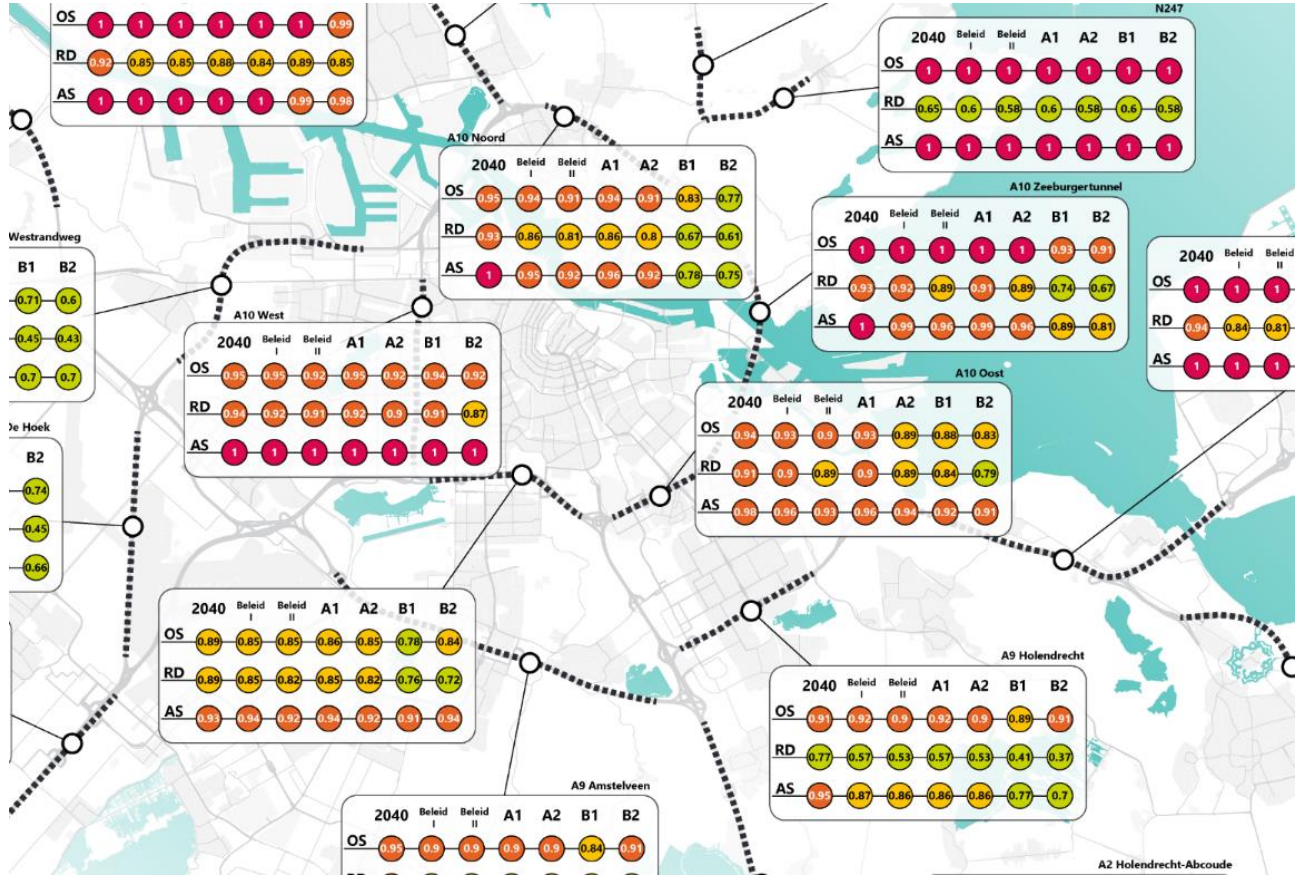 OS 1 1 1 1 1 1 0.99
RD 0.92 0.85 0.85 0.88 0.84 0.89 0.85
AS 1 1 1 1 1 0.99 0.98
N247
2040 Beleid I Beleid II A1 A2 B1 B2
OS 1 1 1 1 1 1 1
RD 0.65 0.6 0.58 0.6 0.58 0.6 0.58
AS 1 1 1 1 1 1 1
A10 Noord
2040 Beleid I Beleid II A1 A2 B1 B2
OS 0.95 0.94 0.91 0.94 0.91 0.83 0.77
RD 0.93 0.86 0.81 0.86 0.8 0.67 0.61
AS 1 0.95 0.92 0.96 0.92 0.78 0.75
A10 Zeeburgertunnel
2040 Beleid I Beleid II A1 A2 B1 B2
OS 1 1 1 1 1 0.93 0.91
RD 0.93 0.92 0.89 0.91 0.89 0.74 0.67
AS 1 0.99 0.96 0.99 0.96 0.89 0.81
Westrandweg
B1 B2
0.71 0.6
0.45 0.43
0.7 0.7
2040 Beleid I Beleid II
OS 1 1 1
RD 0.94 0.84 0.81
AS 1 1 1
A10 West
2040 Beleid I Beleid II A1 A2 B1 B2
OS 0.95 0.95 0.92 0.95 0.92 0.94 0.92
RD 0.94 0.92 0.91 0.92 0.9 0.91 0.87
AS 1 1 1 1 1 1 1
A10 Oost
2040 Beleid I Beleid II A1 A2 B1 B2
OS 0.94 0.93 0.9 0.93 0.89 0.88 0.83
RD 0.91 0.9 0.89 0.9 0.89 0.84 0.79
AS 0.98 0.96 0.93 0.96 0.94 0.92 0.91
De Hoek
B2
0.74
0.45
0.66
2040 Beleid I Beleid II A1 A2 B1 B2
OS 0.89 0.85 0.85 0.86 0.85 0.78 0.84
RD 0.89 0.85 0.82 0.85 0.82 0.76 0.72
AS 0.93 0.94 0.92 0.94 0.92 0.91 0.94
A9 Holendrecht
2040 Beleid I Beleid II A1 A2 B1 B2
OS 0.91 0.92 0.9 0.92 0.9 0.89 0.91
RD 0.77 0.57 0.53 0.57 0.53 0.41 0.37
AS 0.95 0.87 0.86 0.86 0.86 0.77 0.7
A9 Amstelveen
2040 Beleid I Beleid II A1 A2 B1 B2
OS 0.95 0.9 0.9 0.9 0.9 0.84 0.91
A2 Holendrecht-Abcoude